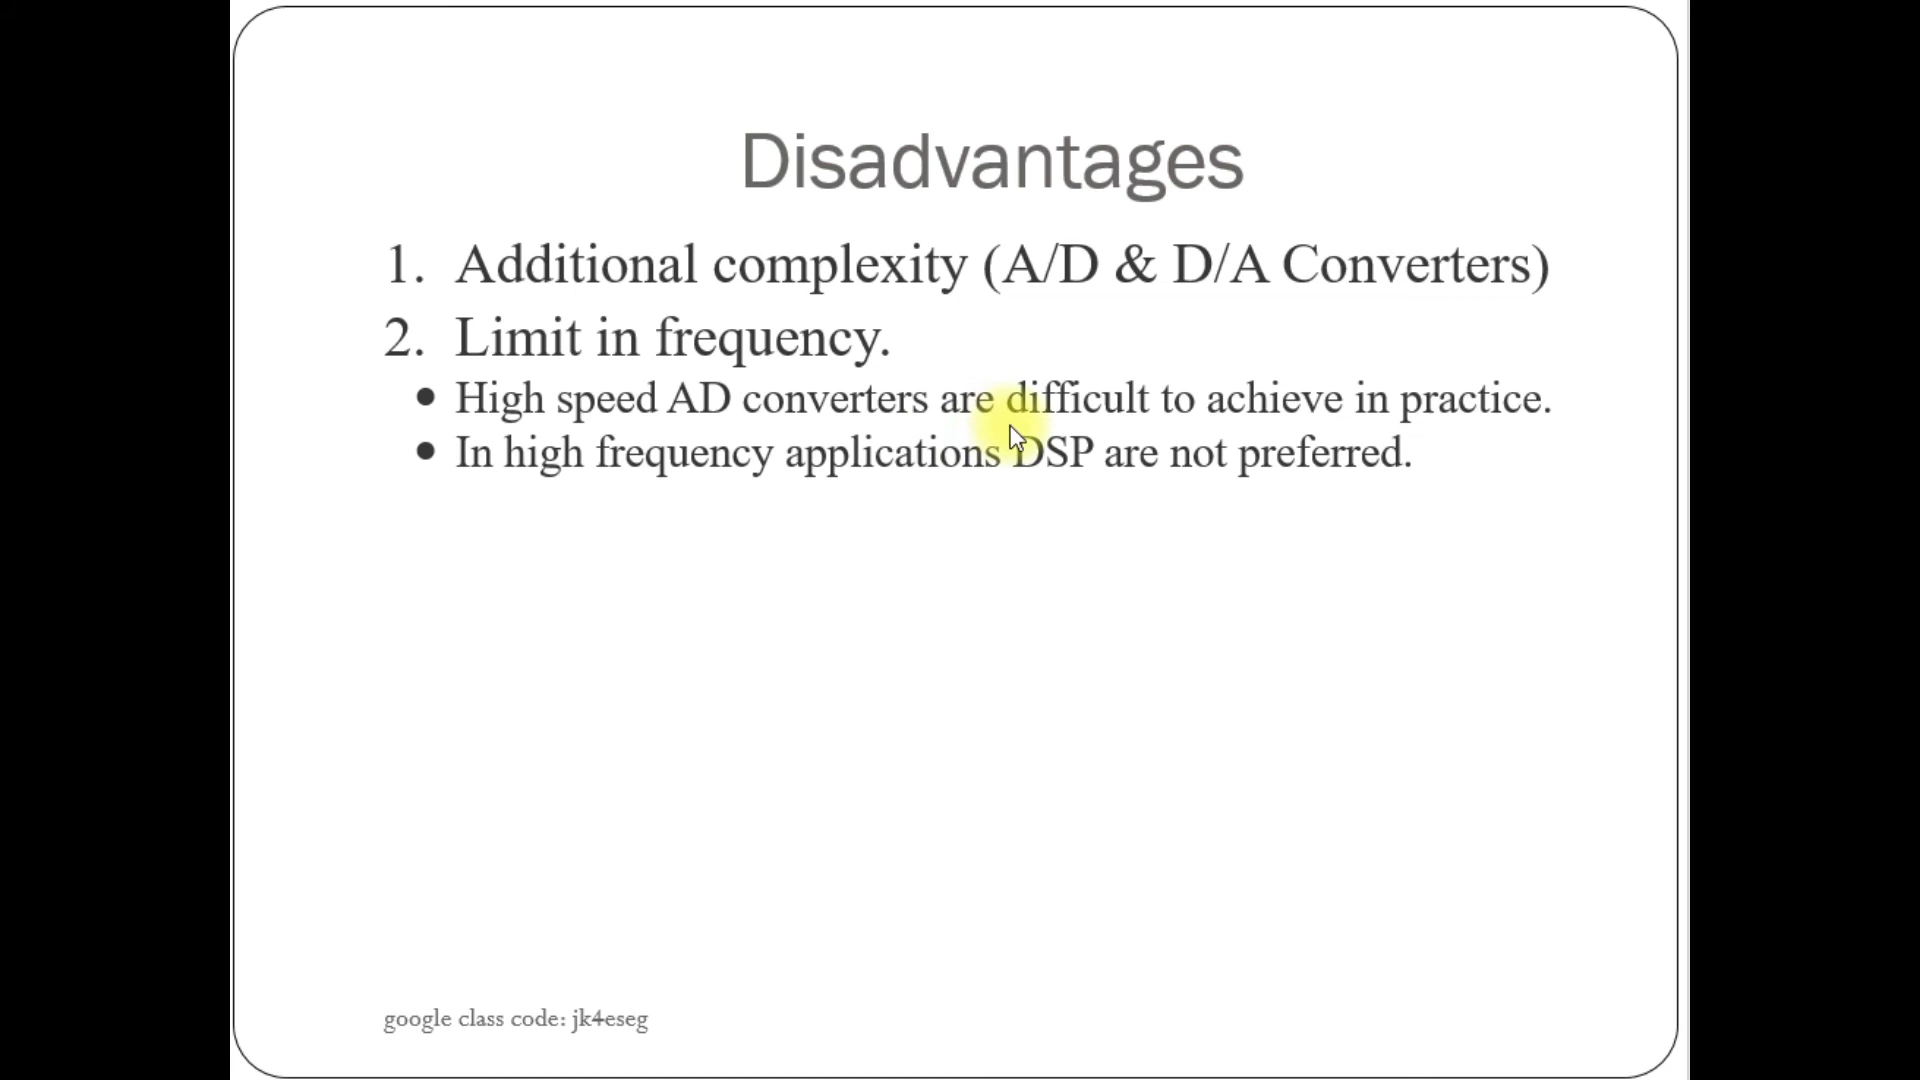 Disadvantages
1. Additional complexity (A/D & D/A Converters)
2. Limit in frequency.
• High speed AD converters are difficult to achieve in practice.
• In high frequency applications DSP are not preferred.
google class code: jk4eseg